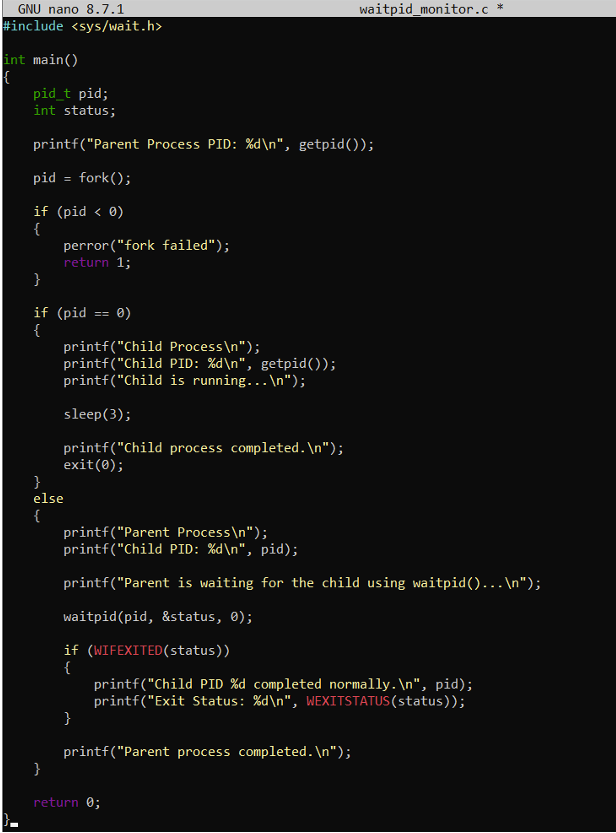 GNU nano 8.7.1 waitpid_monitor.c *
#include <sys/wait.h>
int main()
{
    pid_t pid;
    int status;
    printf("Parent Process PID: %d\n", getpid());
    pid = fork();
    if (pid < 0)
    {
        perror("fork failed");
        return 1;
    }
    if (pid == 0)
    {
        printf("Child Process\n");
        printf("Child PID: %d\n", getpid());
        printf("Child is running...\n");
        sleep(3);
        printf("Child process completed.\n");
        exit(0);
    }
    else
    {
        printf("Parent Process\n");
        printf("Child PID: %d\n", pid);
        printf("Parent is waiting for the child using waitpid()...\n");
        waitpid(pid, &status, 0);
        if (WIFEXITED(status))
        {
            printf("Child PID %d completed normally.\n", pid);
            printf("Exit Status: %d\n", WEXITSTATUS(status));
        }
        printf("Parent process completed.\n");
    }
    return 0;
}